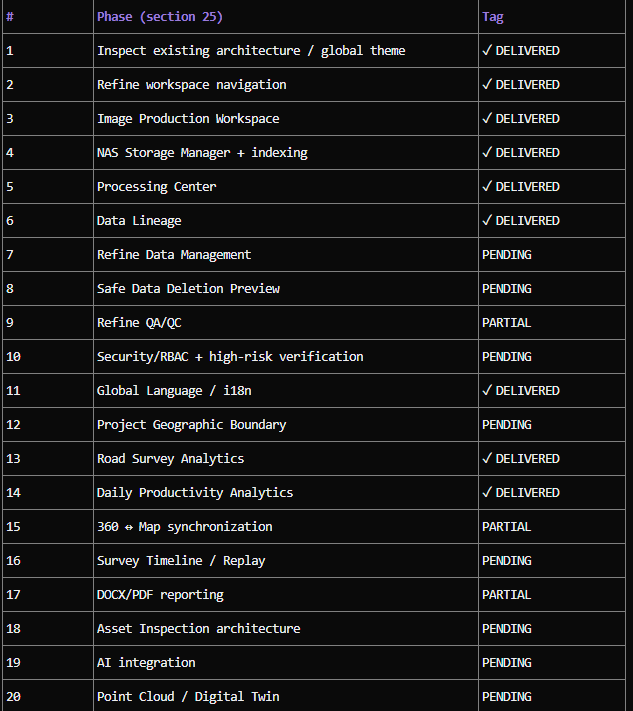 # Phase (section 25) Tag
1 Inspect existing architecture / global theme ✓ DELIVERED
2 Refine workspace navigation ✓ DELIVERED
3 Image Production Workspace ✓ DELIVERED
4 NAS Storage Manager + indexing ✓ DELIVERED
5 Processing Center ✓ DELIVERED
6 Data Lineage ✓ DELIVERED
7 Refine Data Management PENDING
8 Safe Data Deletion Preview PENDING
9 Refine QA/QC PARTIAL
10 Security/RBAC + high-risk verification PENDING
11 Global Language / i18n ✓ DELIVERED
12 Project Geographic Boundary PENDING
13 Road Survey Analytics ✓ DELIVERED
14 Daily Productivity Analytics ✓ DELIVERED
15 360 ↔ Map synchronization PARTIAL
16 Survey Timeline / Replay PENDING
17 DOCX/PDF reporting PARTIAL
18 Asset Inspection architecture PENDING
19 AI integration PENDING
20 Point Cloud / Digital Twin PENDING